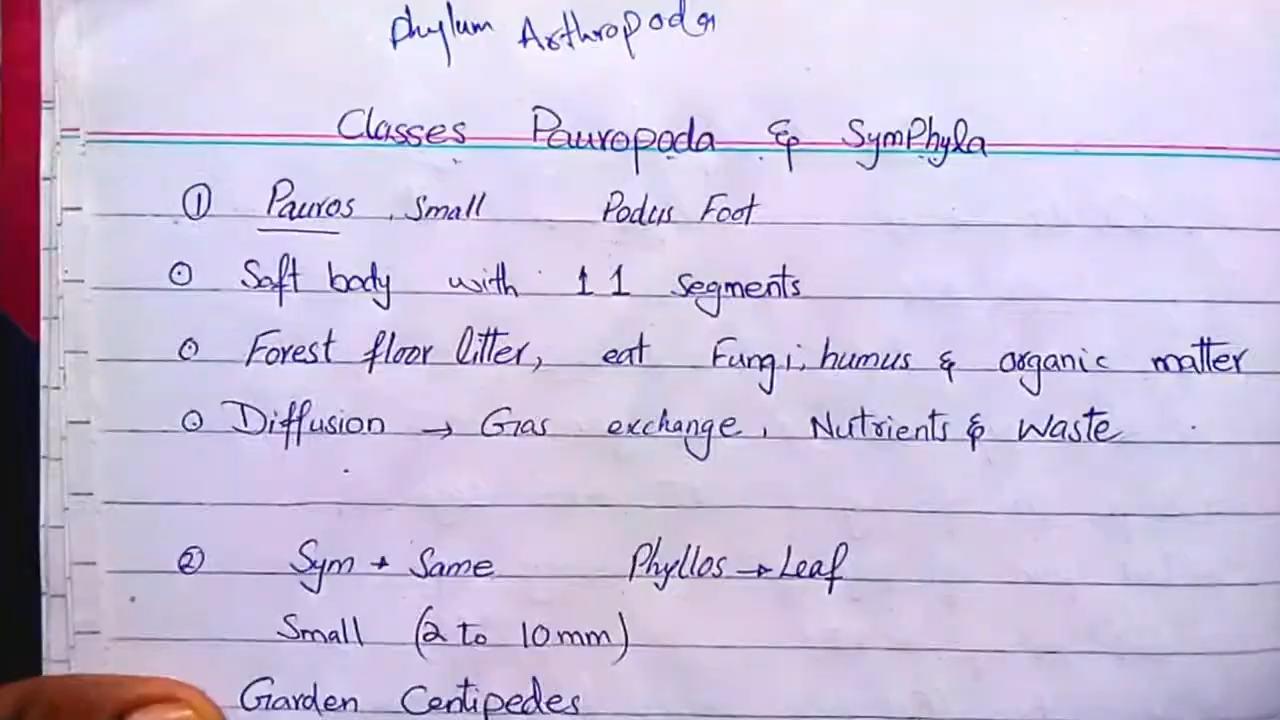 Phylum Arthropoda
Classes Pauropoda & Symphyla
① Pauros, Small Podus Foot
⊙ Soft body with 11 segments
⊙ Forest floor litter, eat Fungi, humus & organic matter
⊙ Diffusion → Gas exchange, Nutrients & Waste
② Sym → Same Phyllos → Leaf
Small (2 to 10mm)
Garden Centipedes